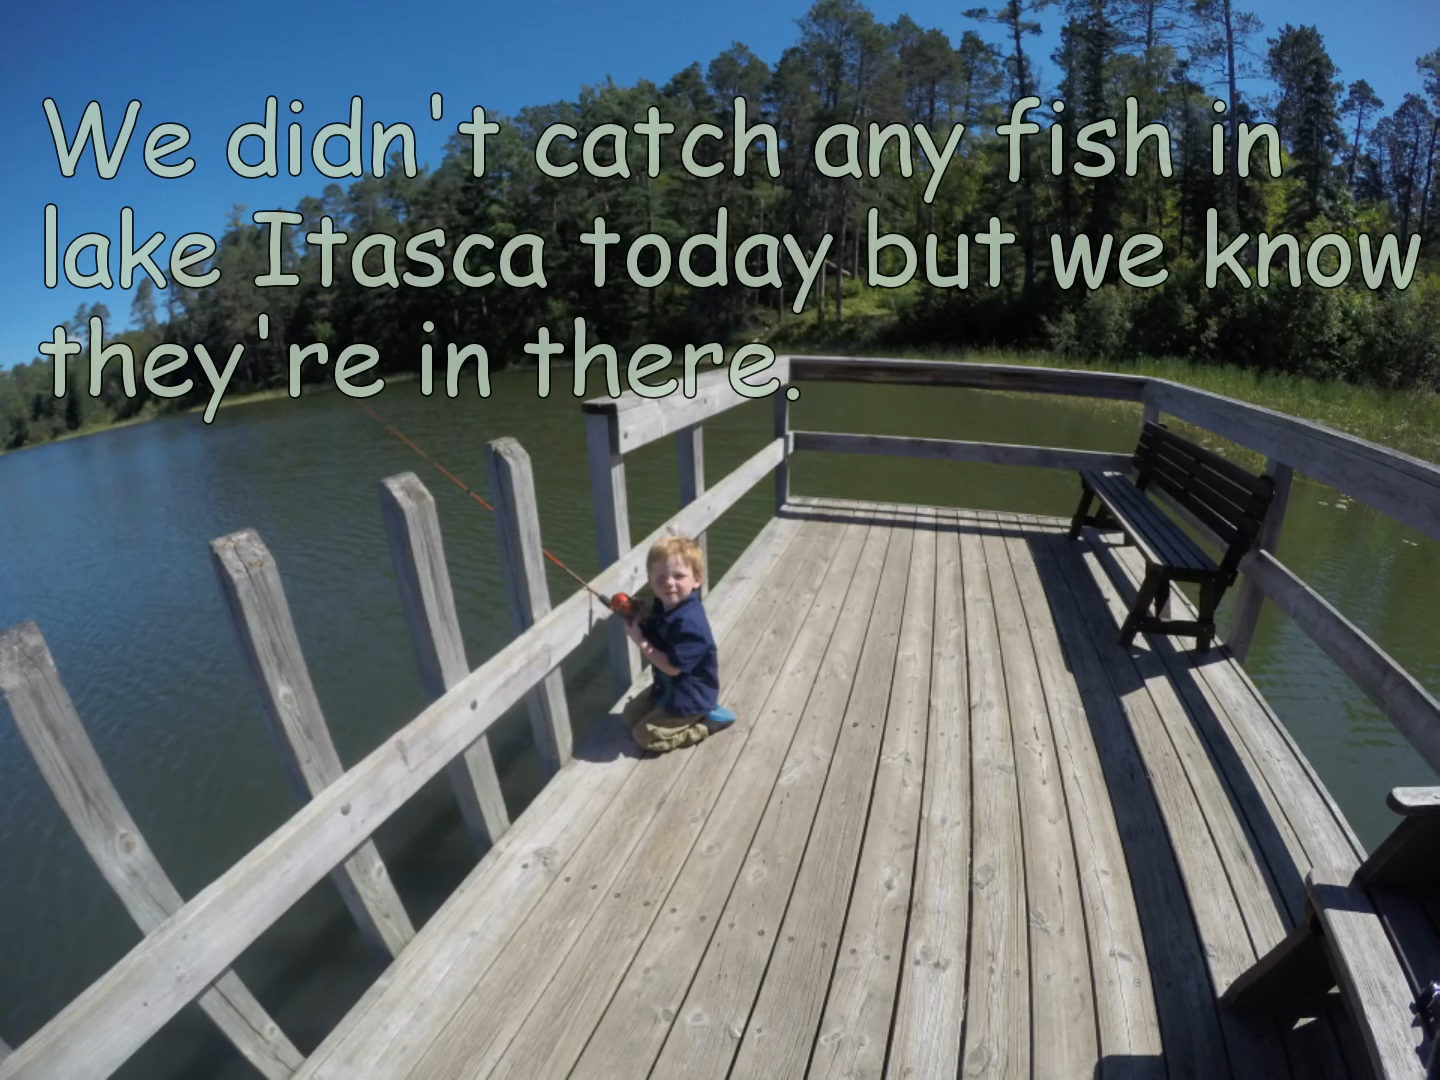 We didn't catch any fish in
lake Itasca today but we know
they're in there.